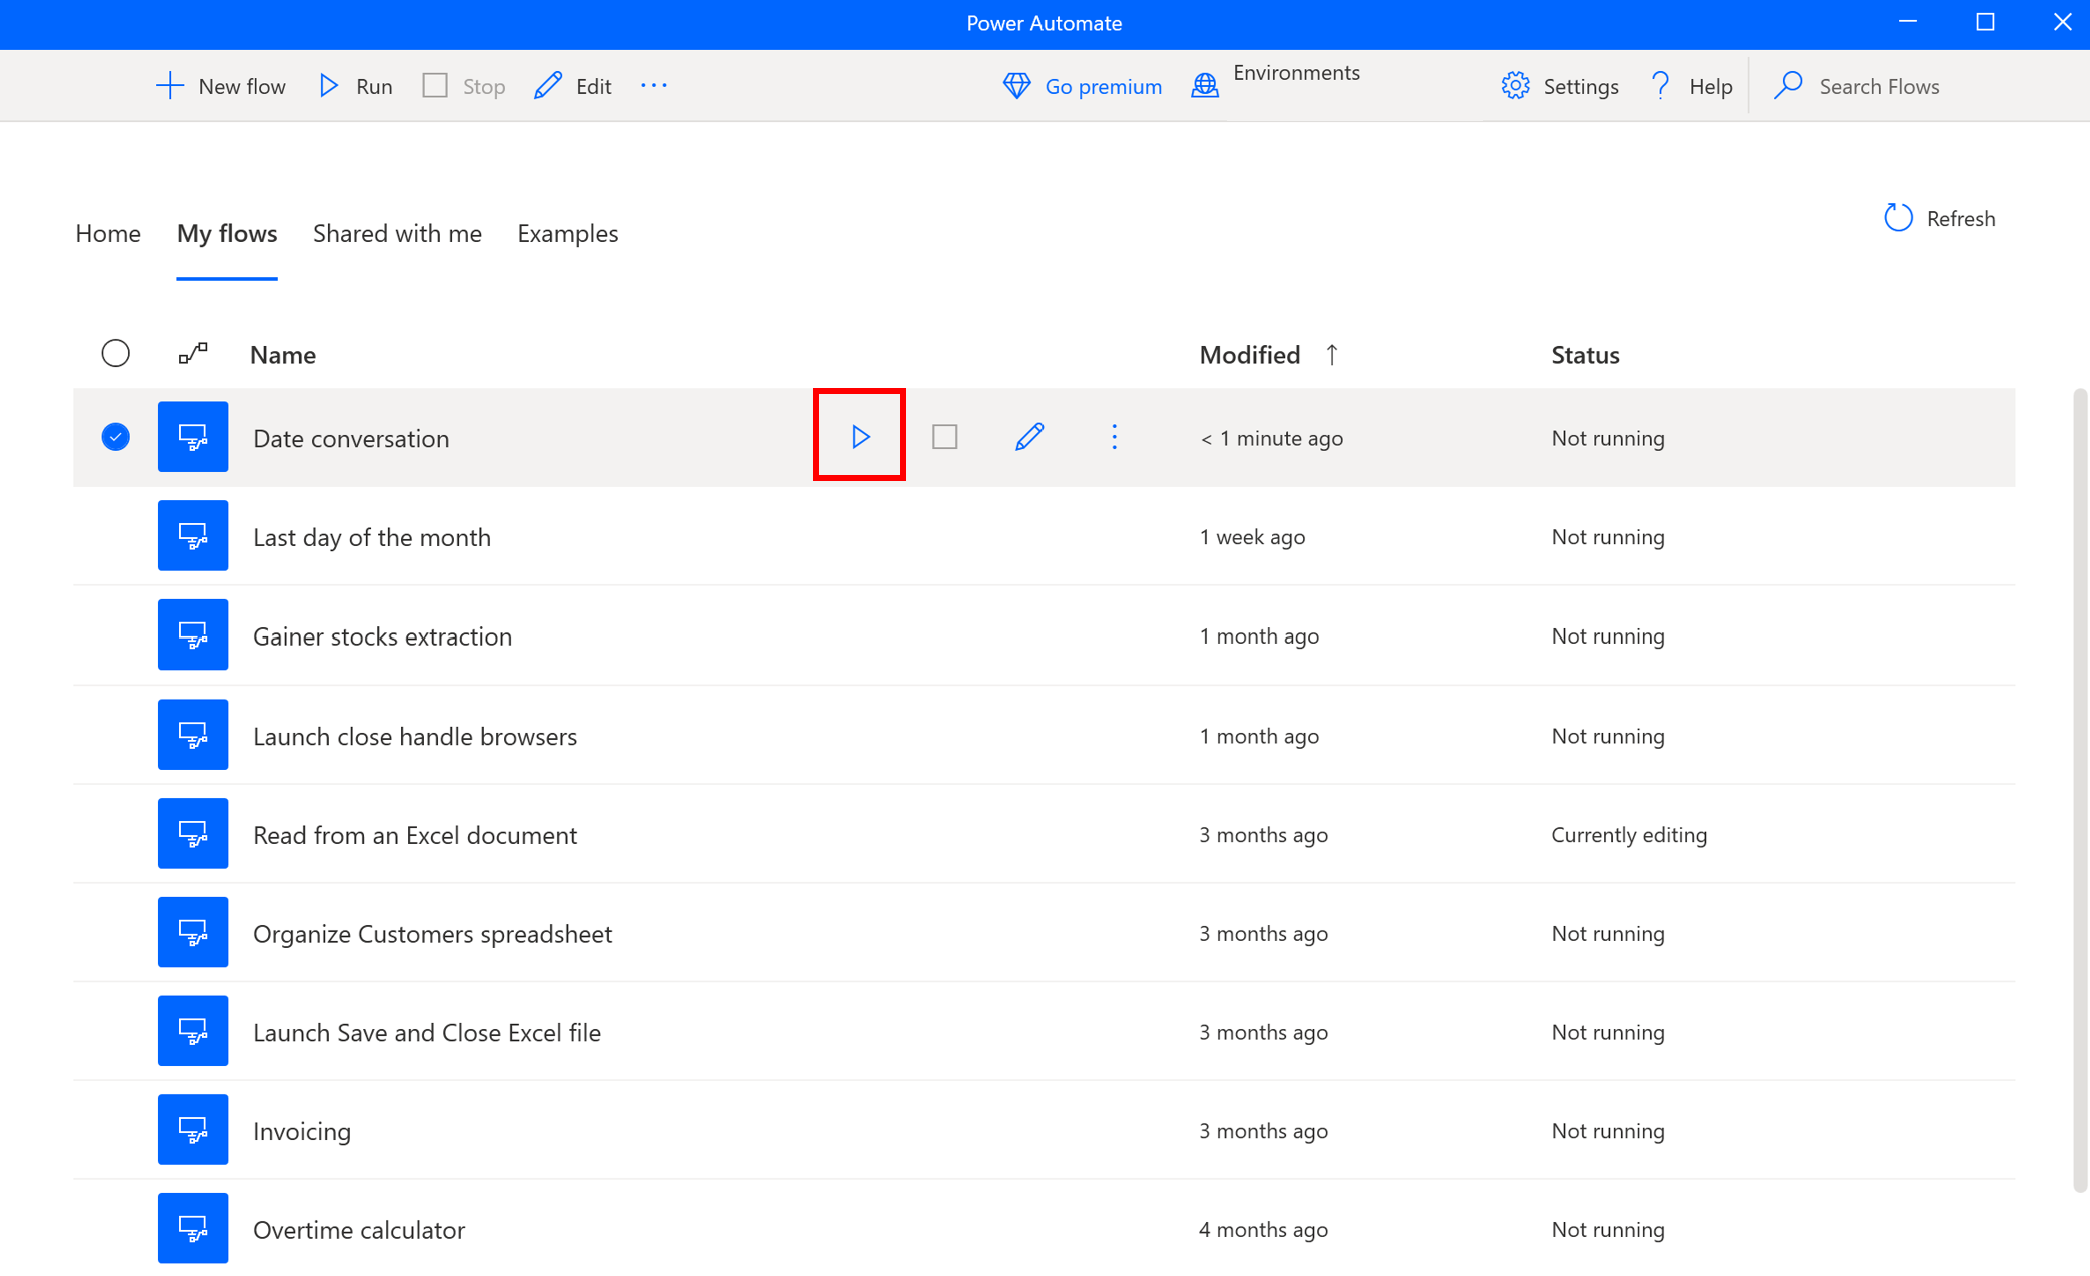 Power Automate
New flow Run Stop Edit ··· Go premium Environments Settings ? Help Search Flows
Home My flows Shared with me Examples Refresh
Name Modified ↑ Status
Date conversation < 1 minute ago Not running
Last day of the month 1 week ago Not running
Gainer stocks extraction 1 month ago Not running
Launch close handle browsers 1 month ago Not running
Read from an Excel document 3 months ago Currently editing
Organize Customers spreadsheet 3 months ago Not running
Launch Save and Close Excel file 3 months ago Not running
Invoicing 3 months ago Not running
Overtime calculator 4 months ago Not running